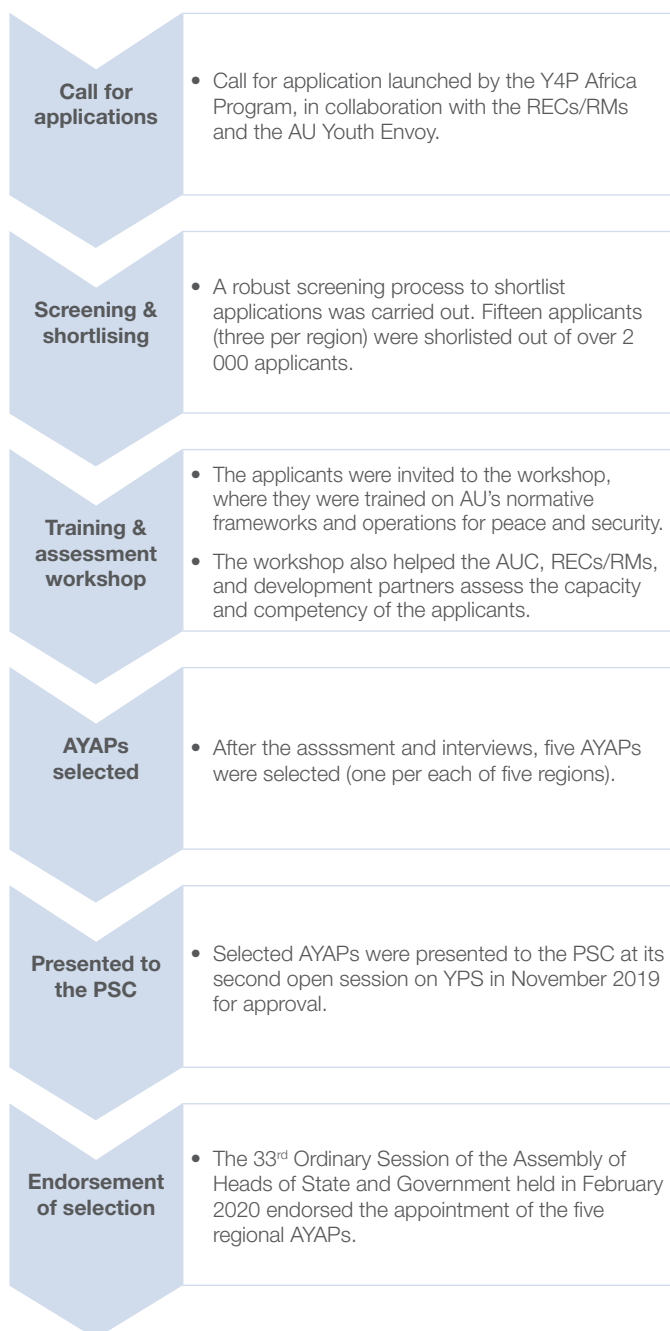 Call for
applications
• Call for application launched by the Y4P Africa
Program, in collaboration with the RECs/RMs
and the AU Youth Envoy.
Screening &
shortlising
• A robust screening process to shortlist
applications was carried out. Fifteen applicants
(three per region) were shorlisted out of over 2
000 applicants.
Training &
assessment
workshop
• The applicants were invited to the workshop,
where they were trained on AU’s normative
frameworks and operations for peace and security.
• The workshop also helped the AUC, RECs/RMs,
and development partners assess the capacity
and competency of the applicants.
AYAPs
selected
• After the assssment and interviews, five AYAPs
were selected (one per each of five regions).
Presented to
the PSC
• Selected AYAPs were presented to the PSC at its
second open session on YPS in November 2019
for approval.
Endorsement
of selection
• The 33rd Ordinary Session of the Assembly of
Heads of State and Government held in February
2020 endorsed the appointment of the five
regional AYAPs.